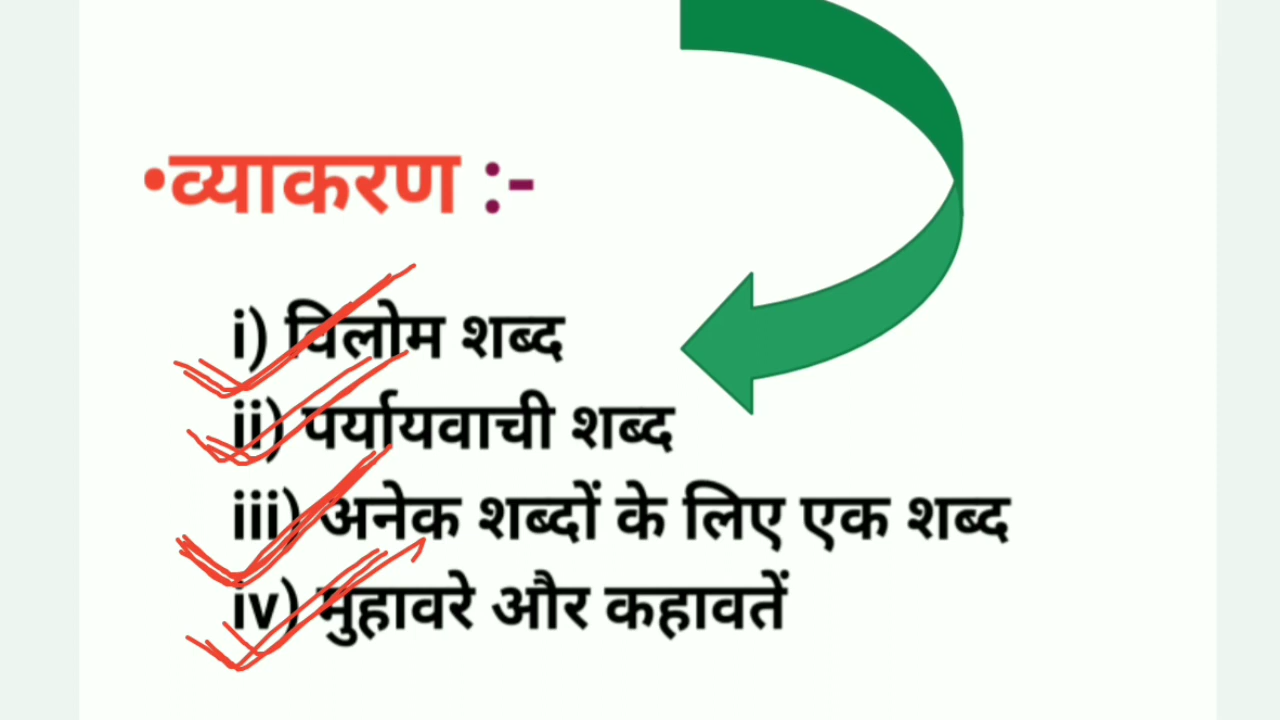 •व्याकरण :-
i) विलोम शब्द
ii) पर्यायवाची शब्द
iii) अनेक शब्दों के लिए एक शब्द
iv) मुहावरे और कहावतें